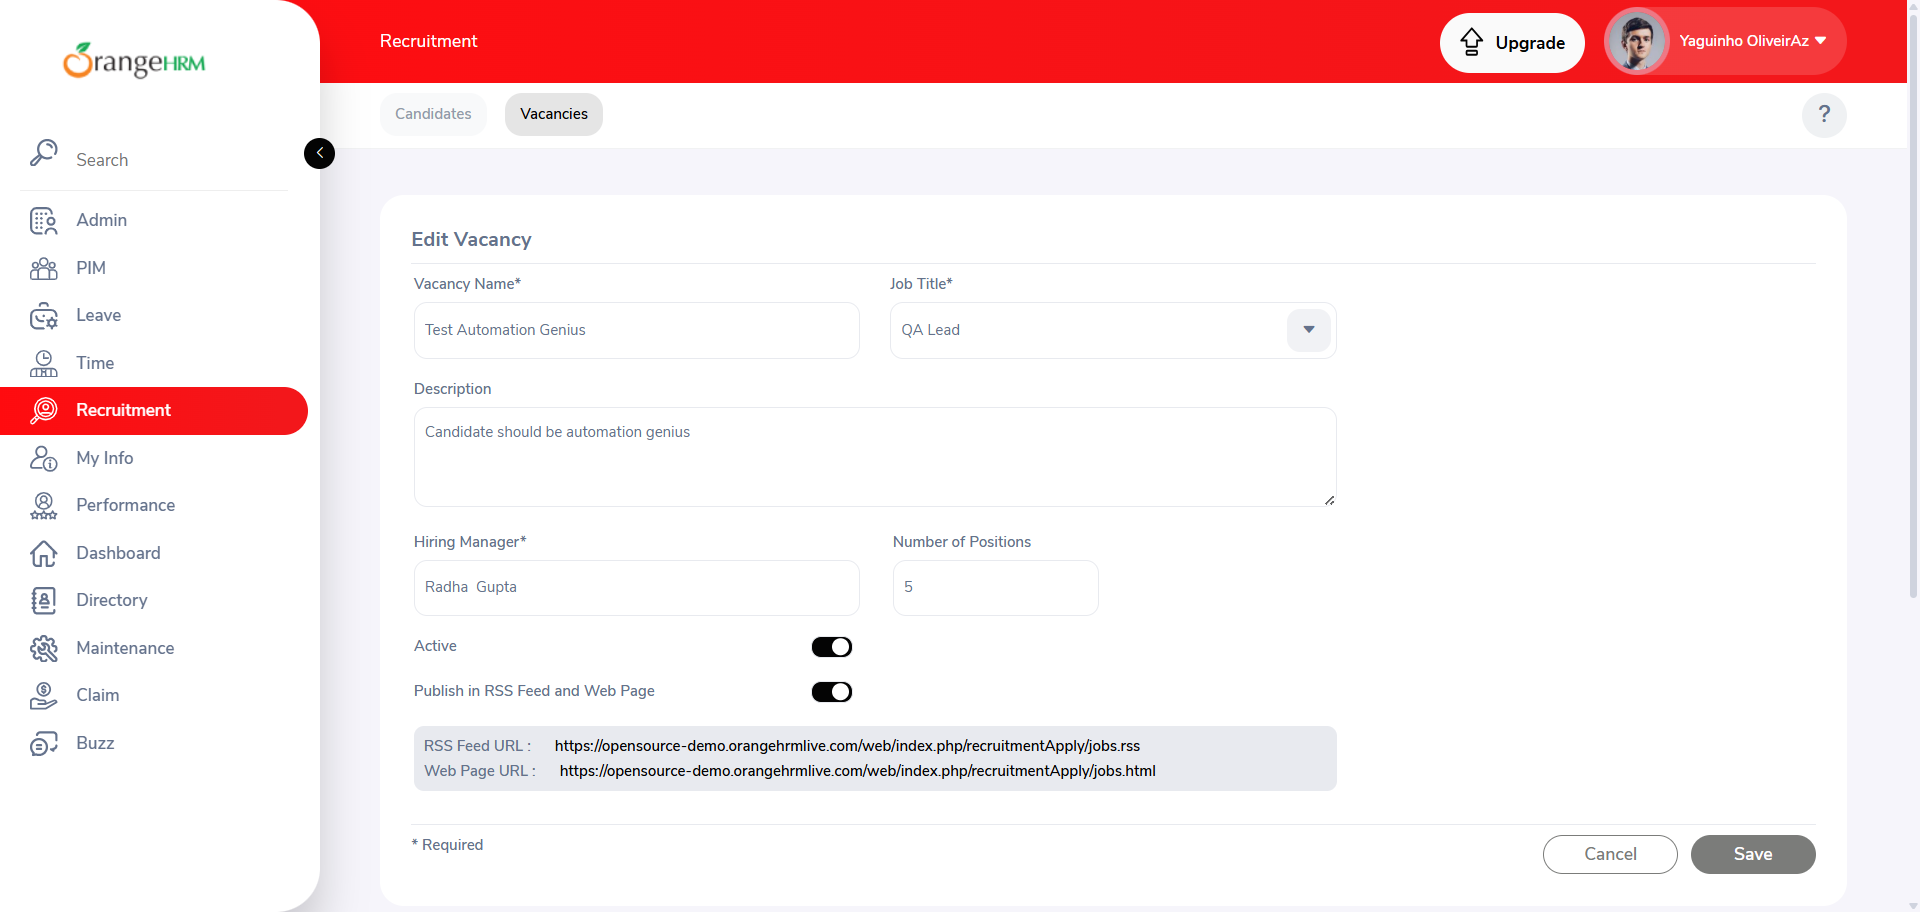 OrangeHRM
Search
Admin
PIM
Leave
Time
Recruitment
My Info
Performance
Dashboard
Directory
Maintenance
Claim
Buzz
Recruitment
Upgrade
Yaguinho OliveirAz
Candidates
Vacancies
?
Edit Vacancy
Vacancy Name*
Job Title*
Test Automation Genius
QA Lead
Description
Candidate should be automation genius
Hiring Manager*
Number of Positions
Radha  Gupta
5
Active
Publish in RSS Feed and Web Page
RSS Feed URL : https://opensource-demo.orangehrmlive.com/web/index.php/recruitmentApply/jobs.rss
Web Page URL : https://opensource-demo.orangehrmlive.com/web/index.php/recruitmentApply/jobs.html
* Required
Cancel
Save